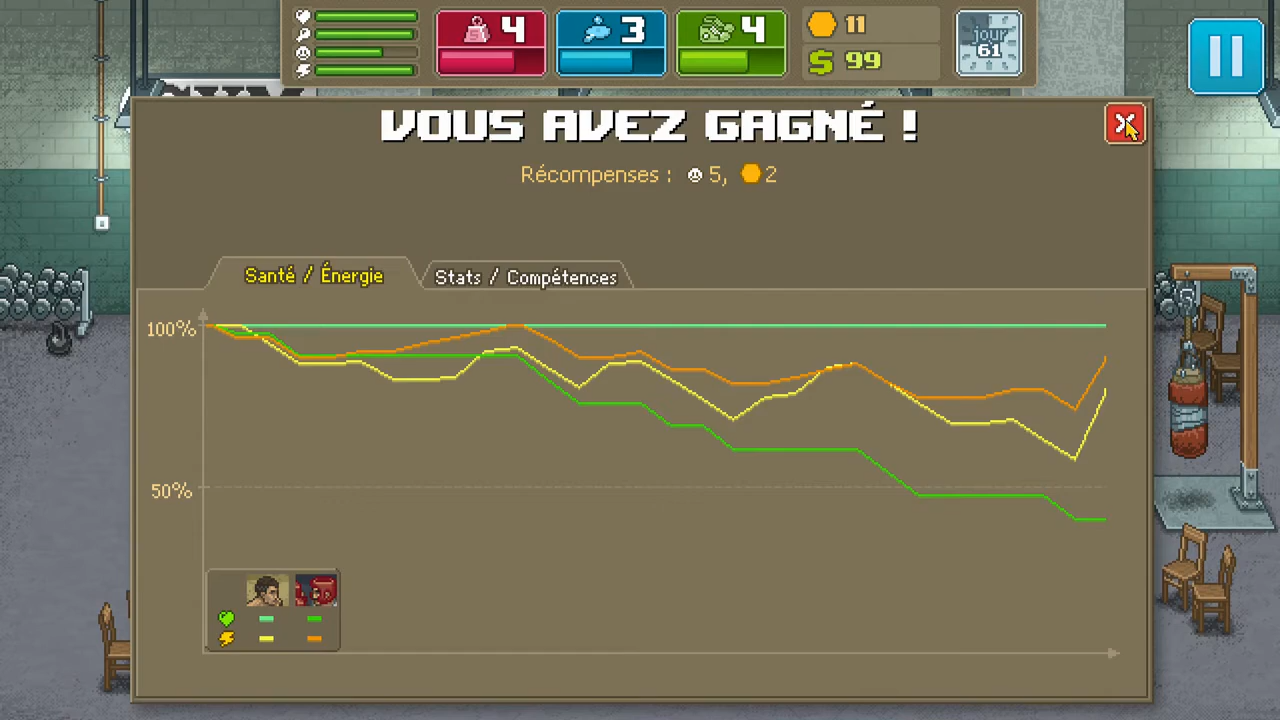 4
3
4
11
99
jour
61
VOUS AVEZ GAGNÉ !
Récompenses : 5, 2
Santé / Énergie
Stats / Compétences
100%
50%